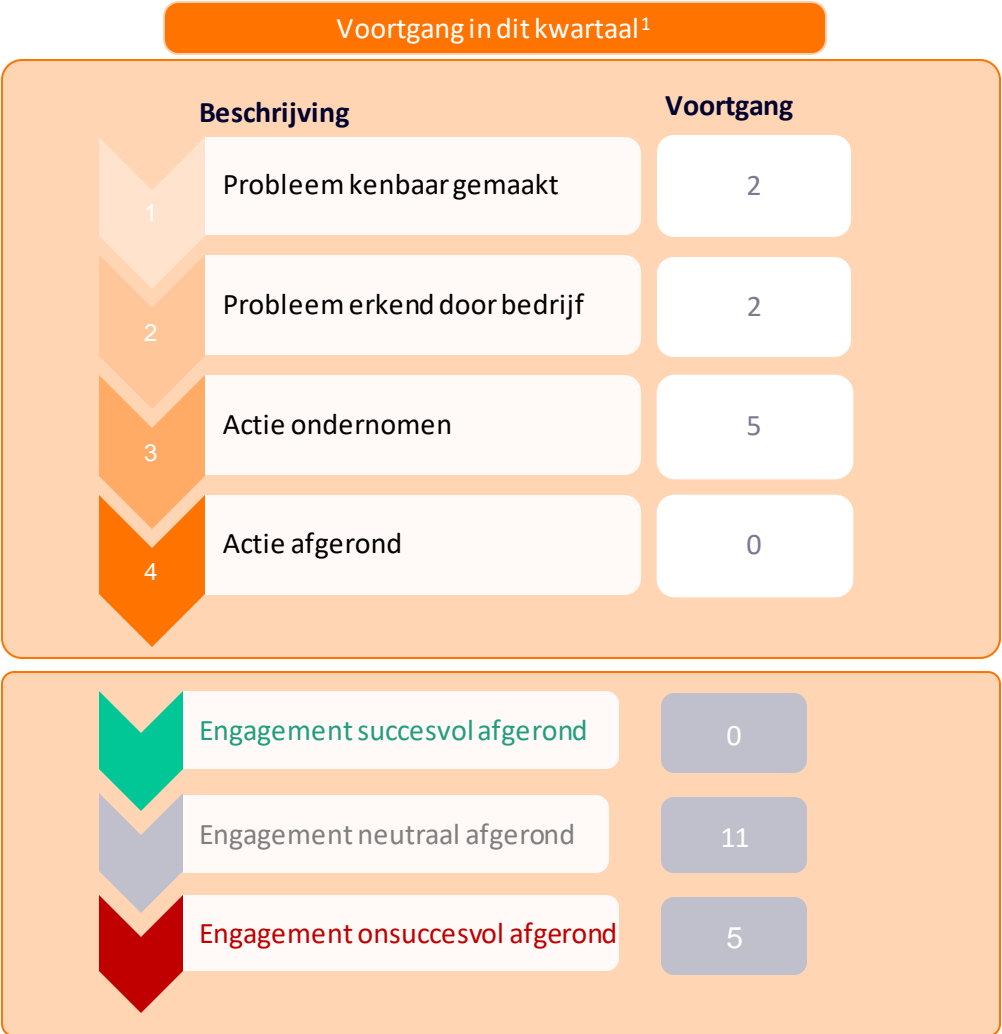 Voortgang in dit kwartaal¹
Beschrijving Voortgang
1 Probleem kenbaar gemaakt 2
2 Probleem erkend door bedrijf 2
3 Actie ondernomen 5
4 Actie afgerond 0
Engagement succesvol afgerond 0
Engagement neutraal afgerond 11
Engagement onsuccesvol afgerond 5